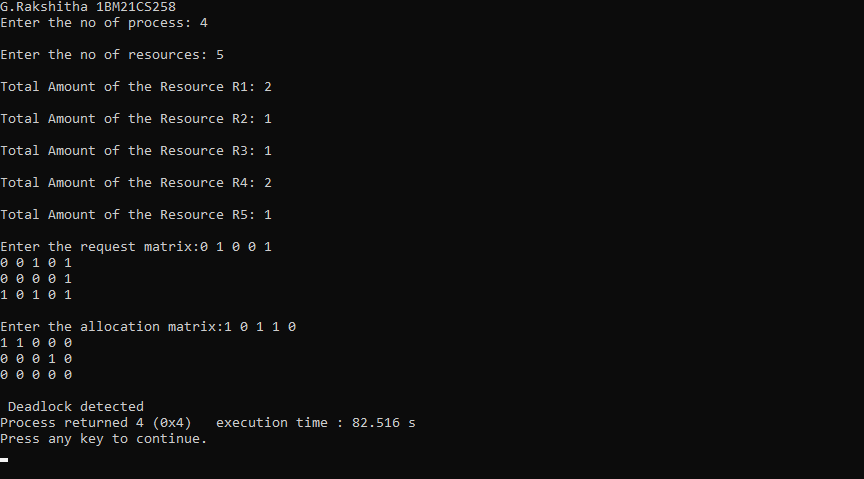 G.Rakshitha 1BM21CS258
Enter the no of process: 4
Enter the no of resources: 5
Total Amount of the Resource R1: 2
Total Amount of the Resource R2: 1
Total Amount of the Resource R3: 1
Total Amount of the Resource R4: 2
Total Amount of the Resource R5: 1
Enter the request matrix:0 1 0 0 1
0 0 1 0 1
0 0 0 0 1
1 0 1 0 1
Enter the allocation matrix:1 0 1 1 0
1 1 0 0 0
0 0 0 1 0
0 0 0 0 0
Deadlock detected
Process returned 4 (0x4)   execution time : 82.516 s
Press any key to continue.